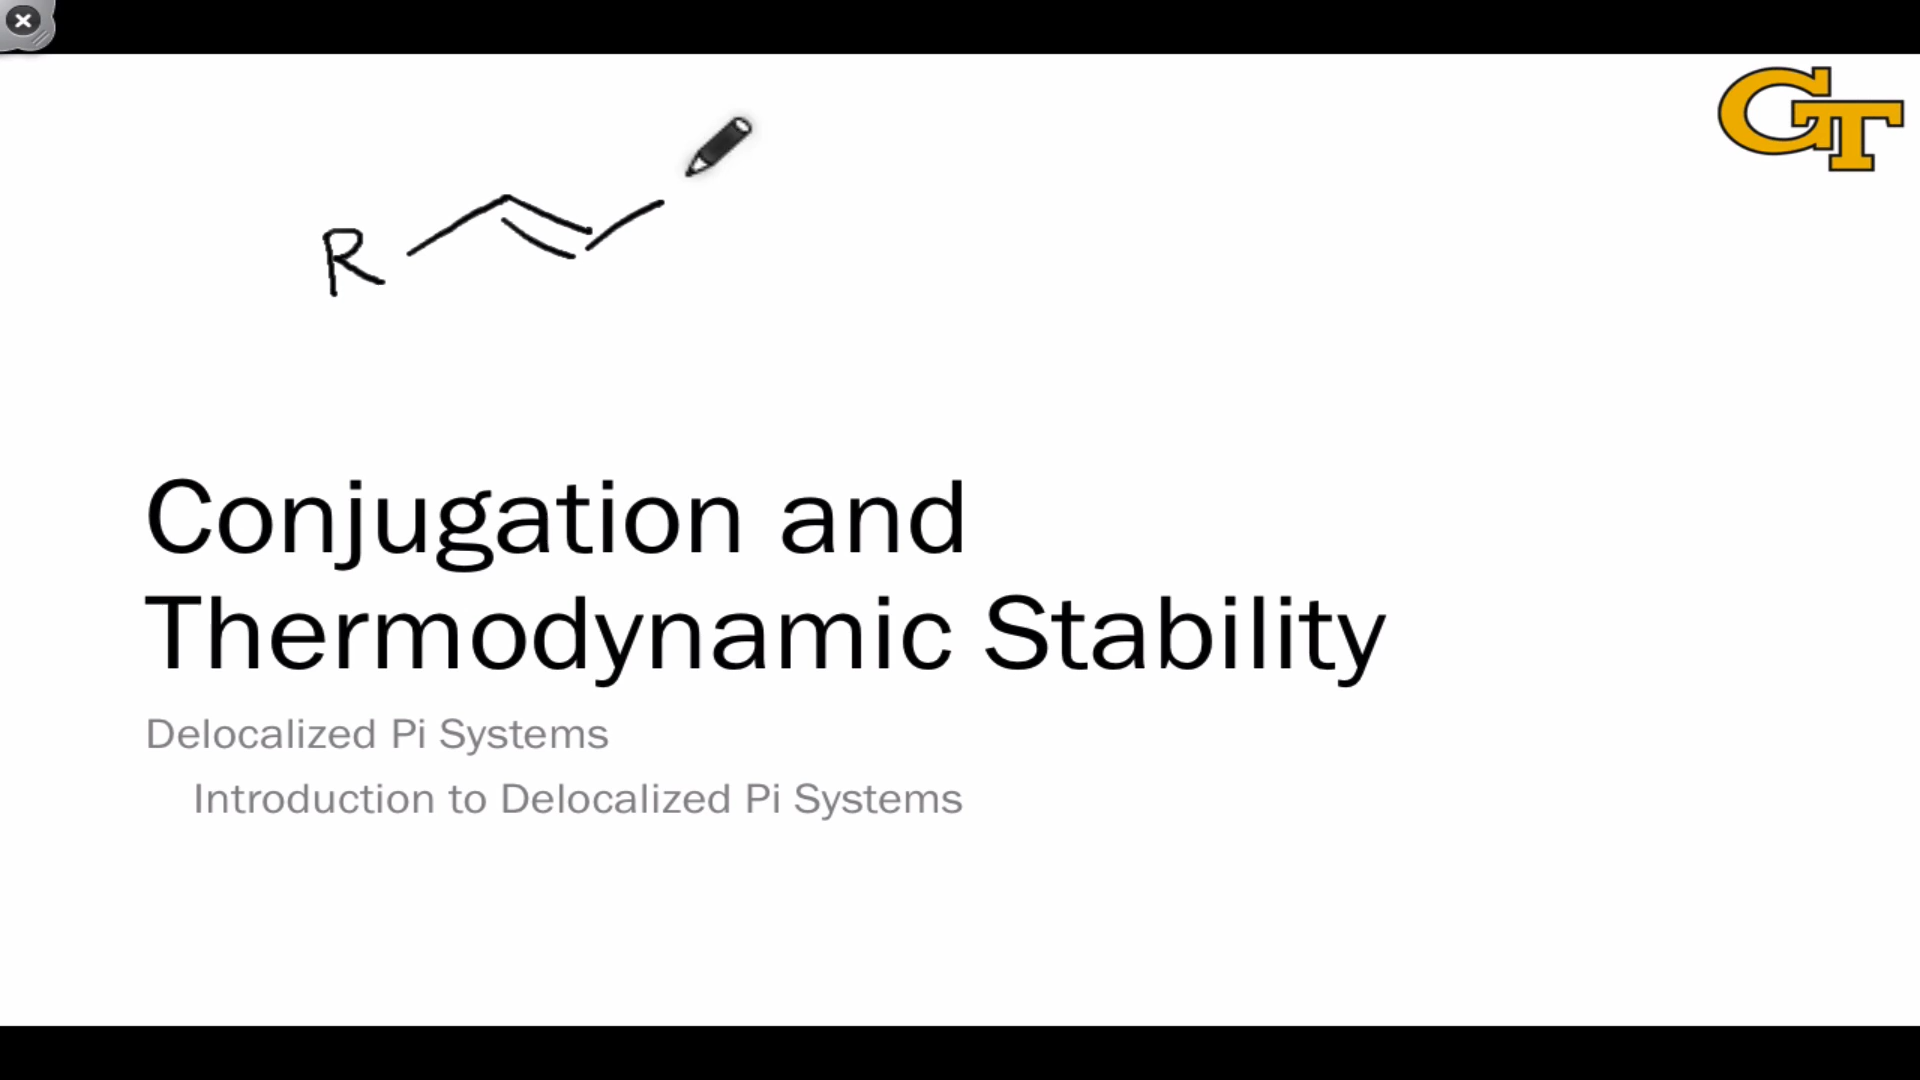 GT
R
Conjugation and
Thermodynamic Stability
Delocalized Pi Systems
Introduction to Delocalized Pi Systems